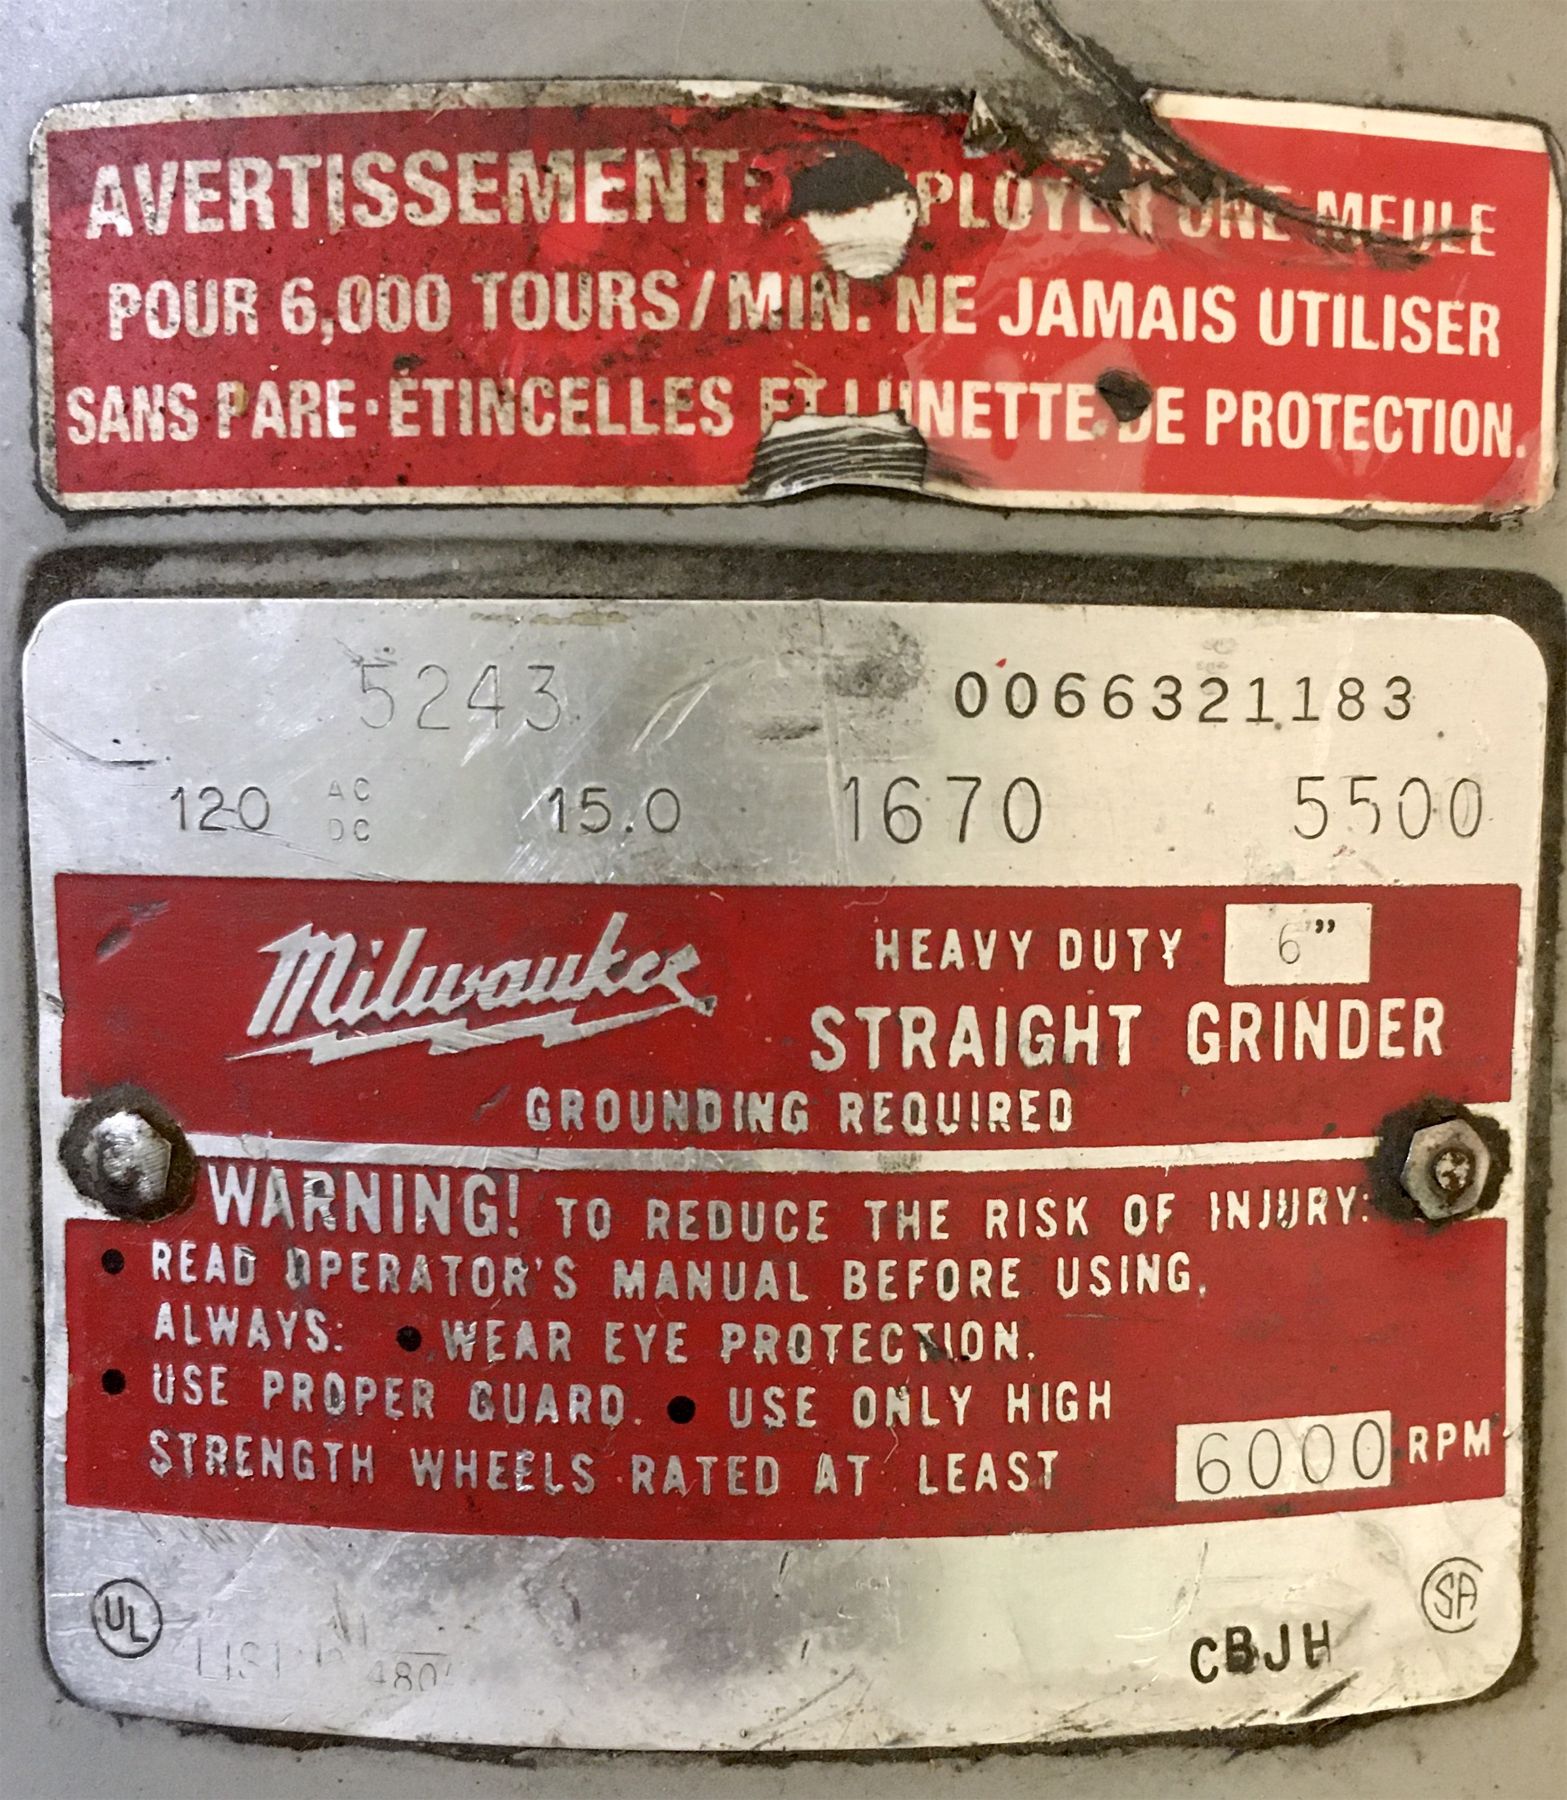 AVERTISSEMENT: PLOYER UNE MEULE
POUR 6,000 TOURS/MIN. NE JAMAIS UTILISER
SANS PARE-ÉTINCELLES ET LUNETTE DE PROTECTION.
5243 0066321183
120 AC DC 15.0 1670 5500
Milwaukee HEAVY DUTY 6"
STRAIGHT GRINDER
GROUNDING REQUIRED
WARNING! TO REDUCE THE RISK OF INJURY:
• READ OPERATOR'S MANUAL BEFORE USING.
ALWAYS: • WEAR EYE PROTECTION.
• USE PROPER GUARD. • USE ONLY HIGH
STRENGTH WHEELS RATED AT LEAST 6000 RPM
UL SA
CBJH